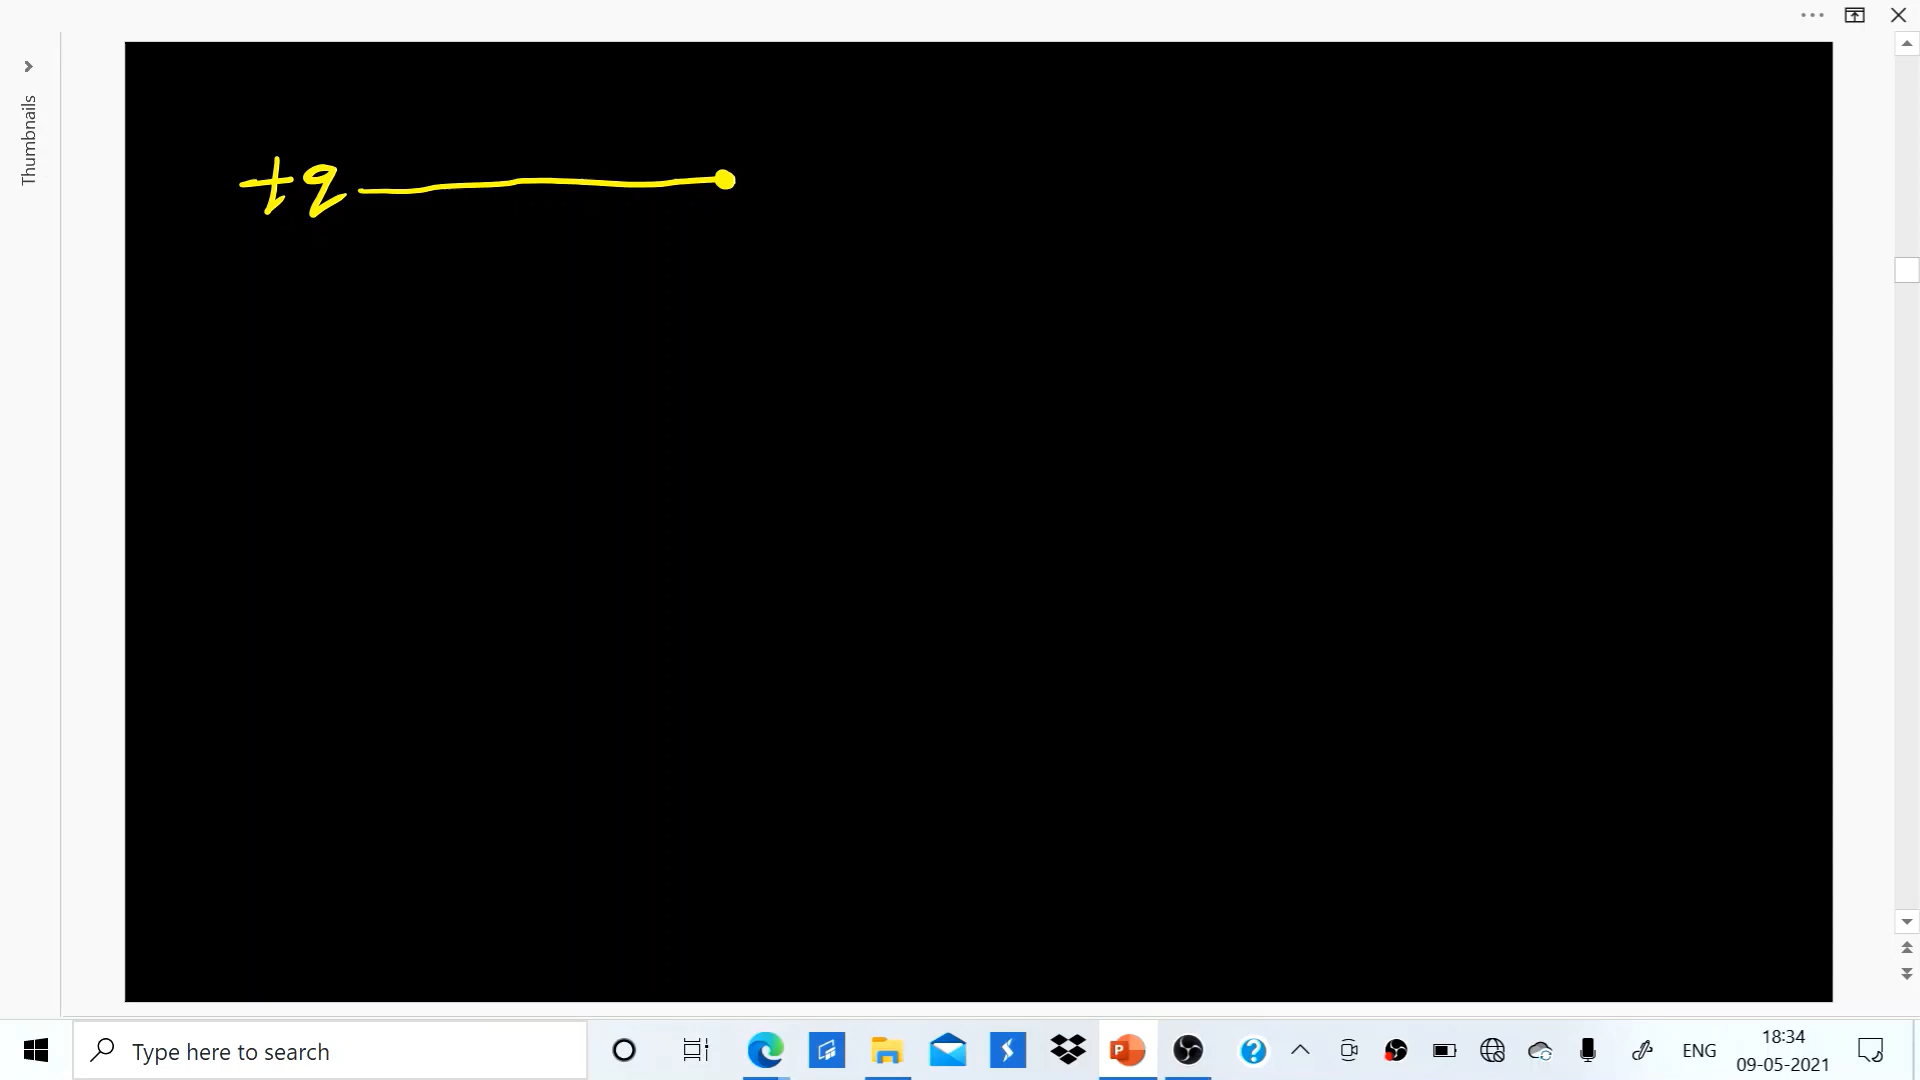 Thumbnails
+q
Type here to search
ENG
18:34
09-05-2021